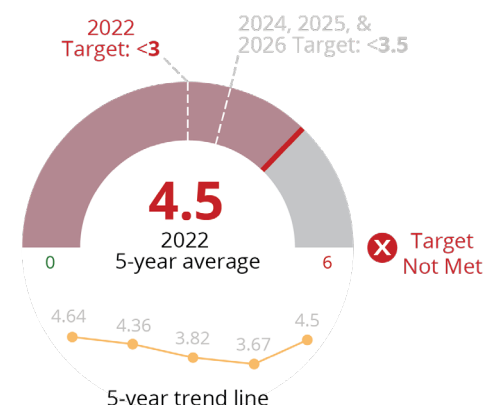 2022
Target: <3
2024, 2025, &
2026 Target: <3.5
4.5
2022
5-year average
0
6
X
Target
Not Met
4.64
4.36
3.82
3.67
4.5
5-year trend line